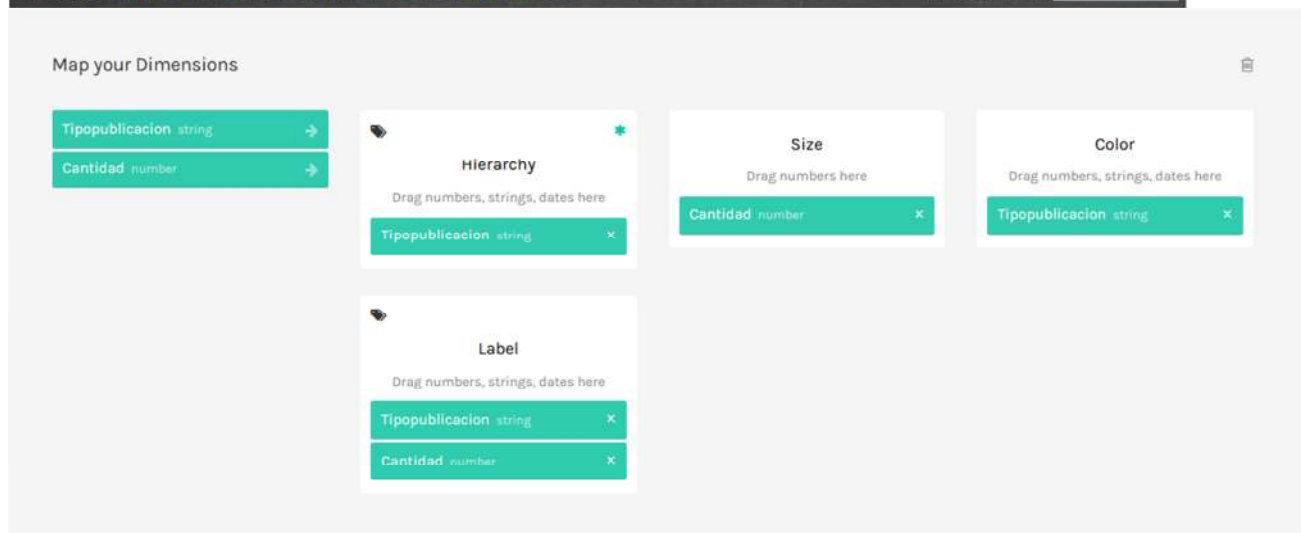 Map your Dimensions
Tipopublicacion string
Cantidad number
Hierarchy
Drag numbers, strings, dates here
Tipopublicacion string
Size
Drag numbers here
Cantidad number
Color
Drag numbers, strings, dates here
Tipopublicacion string
Label
Drag numbers, strings, dates here
Tipopublicacion string
Cantidad number